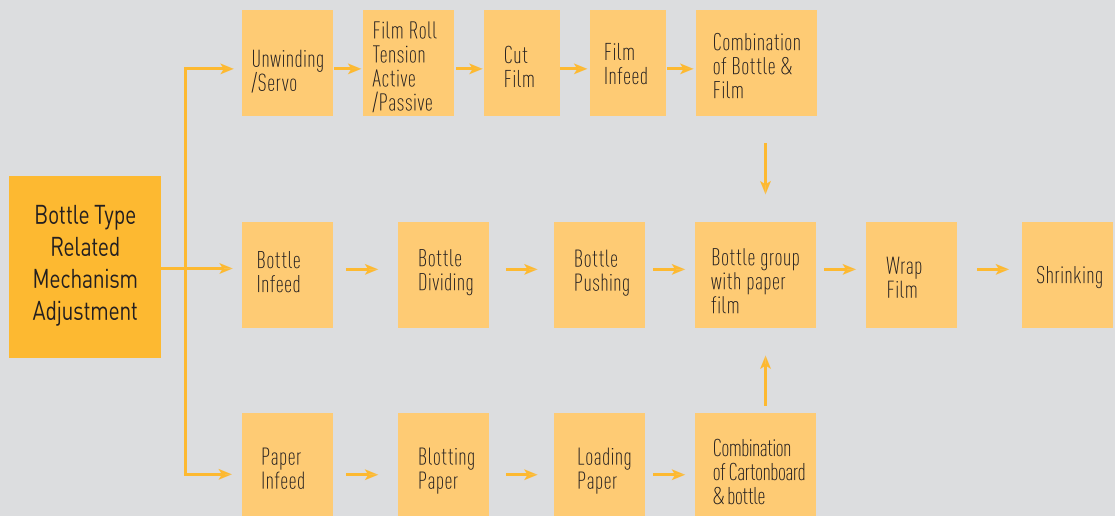 Bottle Type
Related
Mechanism
Adjustment
Unwinding
/Servo
Film Roll
Tension
Active
/Passive
Cut
Film
Film
Infeed
Combination
of Bottle &
Film
Bottle
Infeed
Bottle
Dividing
Bottle
Pushing
Bottle group
with paper
film
Wrap
Film
Shrinking
Paper
Infeed
Blotting
Paper
Loading
Paper
Combination
of Cartonboard
& bottle